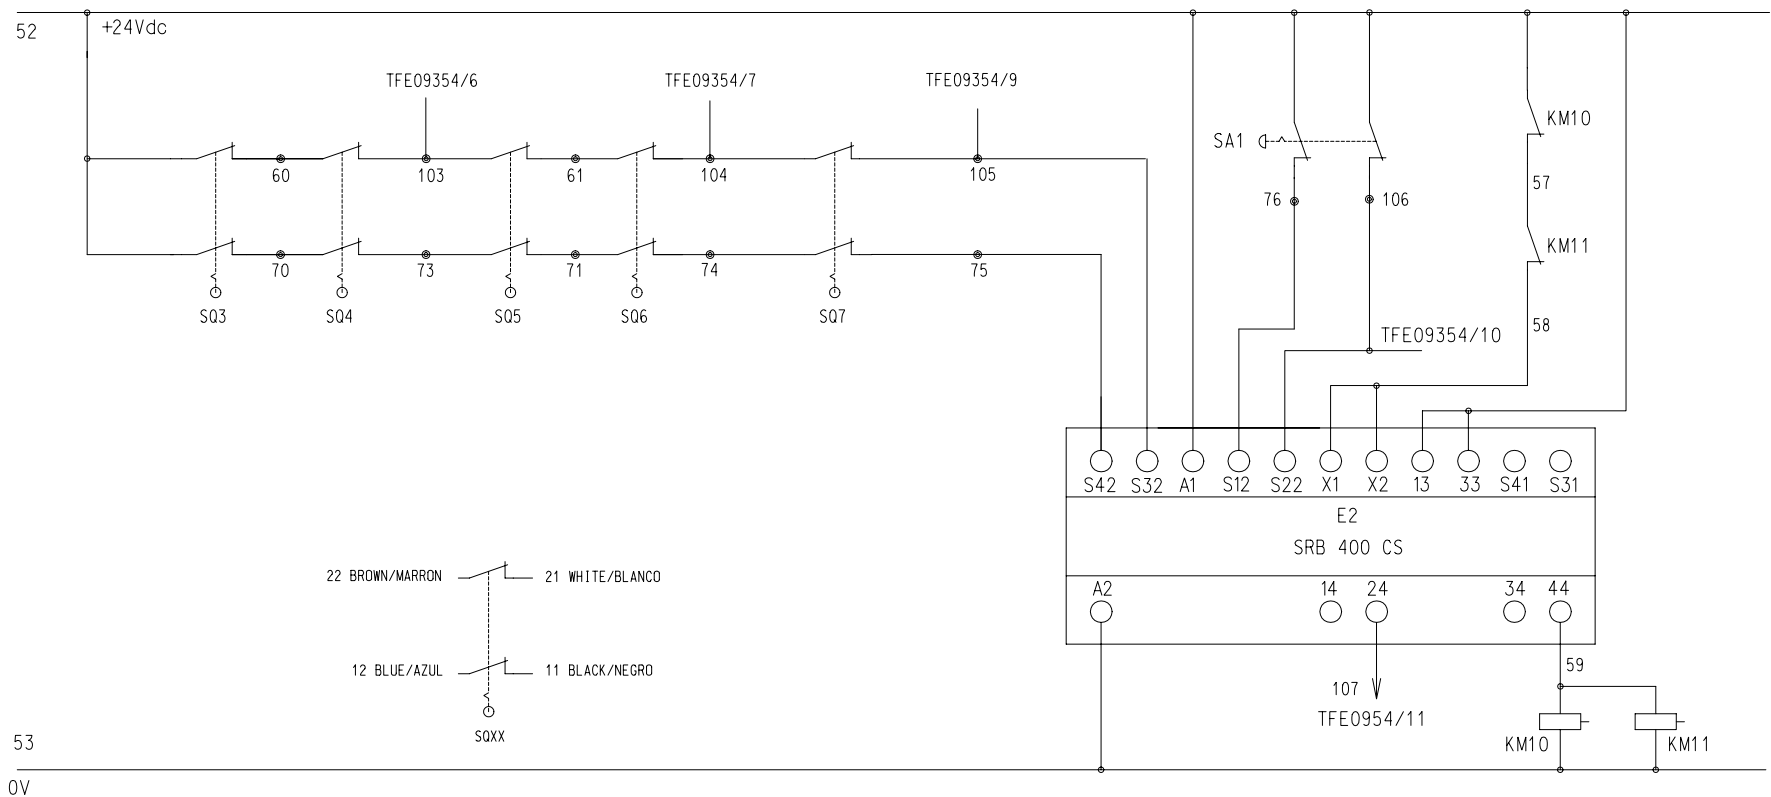 52
+24Vdc
TFE09354/6
TFE09354/7
TFE09354/9
60
103
61
104
105
70
73
71
74
75
SQ3
SQ4
SQ5
SQ6
SQ7
SA1
76
106
KM10
57
KM11
58
TFE09354/10
S42 S32 A1 S12 S22 X1 X2 13 33 S41 S31
E2
SRB 400 CS
A2 14 24 34 44
22 BROWN/MARRON
21 WHITE/BLANCO
12 BLUE/AZUL
11 BLACK/NEGRO
SQXX
59
107
TFE0954/11
KM10
KM11
53
0V